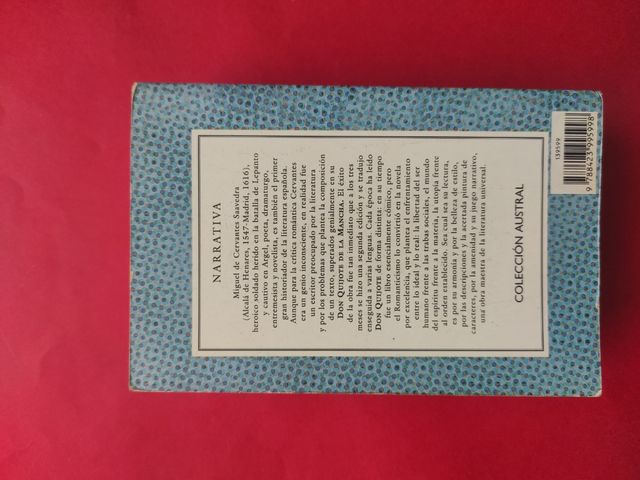 NARRATIVA
Miguel de Cervantes Saavedra
(Alcalá de Henares, 1547-Madrid, 1616),
heroico soldado herido en la batalla de Lepanto
y cautivo en Argel, poeta, dramaturgo,
entremesista y novelista, es también el primer
gran historiador de la literatura española.
Aunque para la crítica romántica Cervantes
era un genio inconsciente, en realidad fue
un escritor preocupado por la literatura
y por los problemas que plantea la composición
de un texto, superados genialmente en su
DON QUIJOTE DE LA MANCHA. El éxito
de la obra fue tan inmediato que a los tres
meses se hizo una segunda edición y se tradujo
enseguida a varias lenguas. Cada época ha leído
DON QUIJOTE de forma distinta: en su tiempo
fue un libro esencialmente cómico, pero
el Romanticismo lo convirtió en la novela
por excelencia, que plantea el enfrentamiento
entre lo ideal y lo real: la libertad del ser
humano frente a las trabas sociales, el mundo
del espíritu frente a la materia, la utopía frente
al orden establecido. Sea cual sea su lectura,
es por su armonía y por la belleza de estilo,
por las descripciones y la acertada pintura de
caracteres, por la amenidad y su juego narrativo,
una obra maestra de la literatura universal.
COLECCIÓN AUSTRAL
139599
9 788423 995998